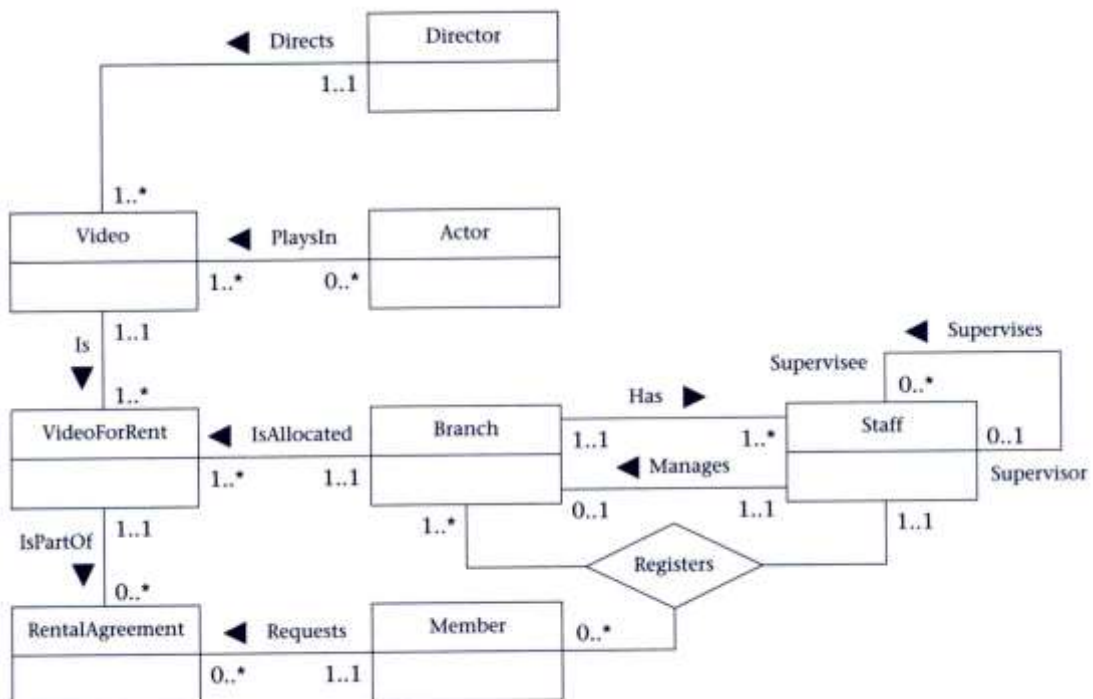 Directs
Director
1..1
1..*
Video
PlaysIn
Actor
1..*
0..*
1..1
Is
1..*
VideoForRent
IsAllocated
Branch
1..*
1..1
Has
1..1
1..*
Manages
0..1
1..1
Supervises
Supervisee
0..*
Staff
0..1
Supervisor
1..*
1..1
Registers
1..1
IsPartOf
0..*
RentalAgreement
Requests
Member
0..*
0..*
1..1